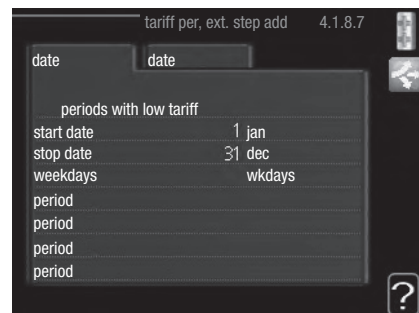 tariff per, ext. step add 4.1.8.7
date date
periods with low tariff
start date 1 jan
stop date 31 dec
weekdays wkdays
period
period
period
period
?